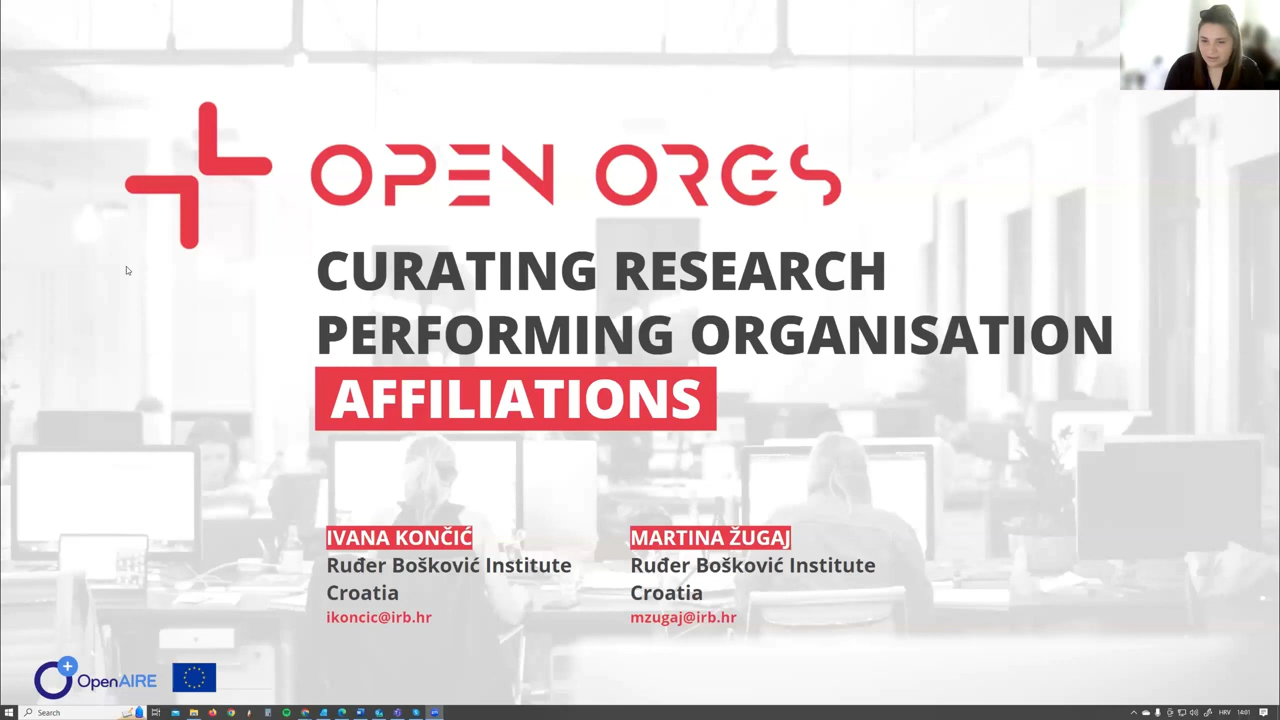 OPEN ORGS
CURATING RESEARCH
PERFORMING ORGANISATION
AFFILIATIONS
IVANA KONČIĆ
Ruđer Bošković Institute
Croatia
ikoncic@irb.hr
MARTINA ŽUGAJ
Ruđer Bošković Institute
Croatia
mzugaj@irb.hr
OpenAIRE
Search
HRV
14:01